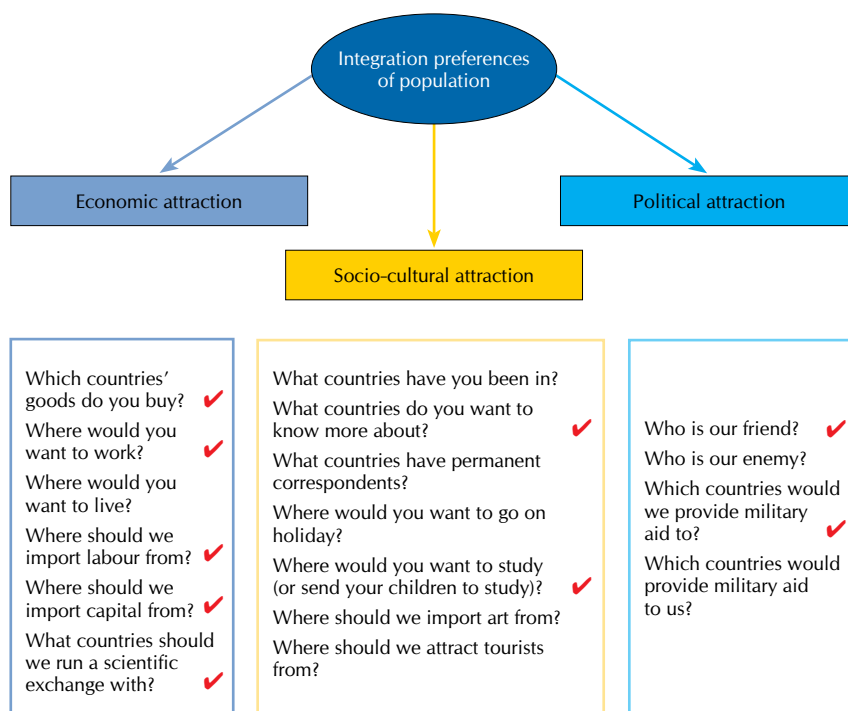 Integration preferences
of population
Economic attraction
Political attraction
Socio-cultural attraction
Which countries’
goods do you buy? ✔
Where would you
want to work? ✔
Where would you
want to live?
Where should we
import labour from? ✔
Where should we
import capital from? ✔
What countries should
we run a scientific
exchange with? ✔
What countries have you been in?
What countries do you want to
know more about? ✔
What countries have permanent
correspondents?
Where would you want to go on
holiday?
Where would you want to study
(or send your children to study)? ✔
Where should we import art from?
Where should we attract tourists
from?
Who is our friend? ✔
Who is our enemy?
Which countries would
we provide military
aid to? ✔
Which countries would
provide military aid
to us?